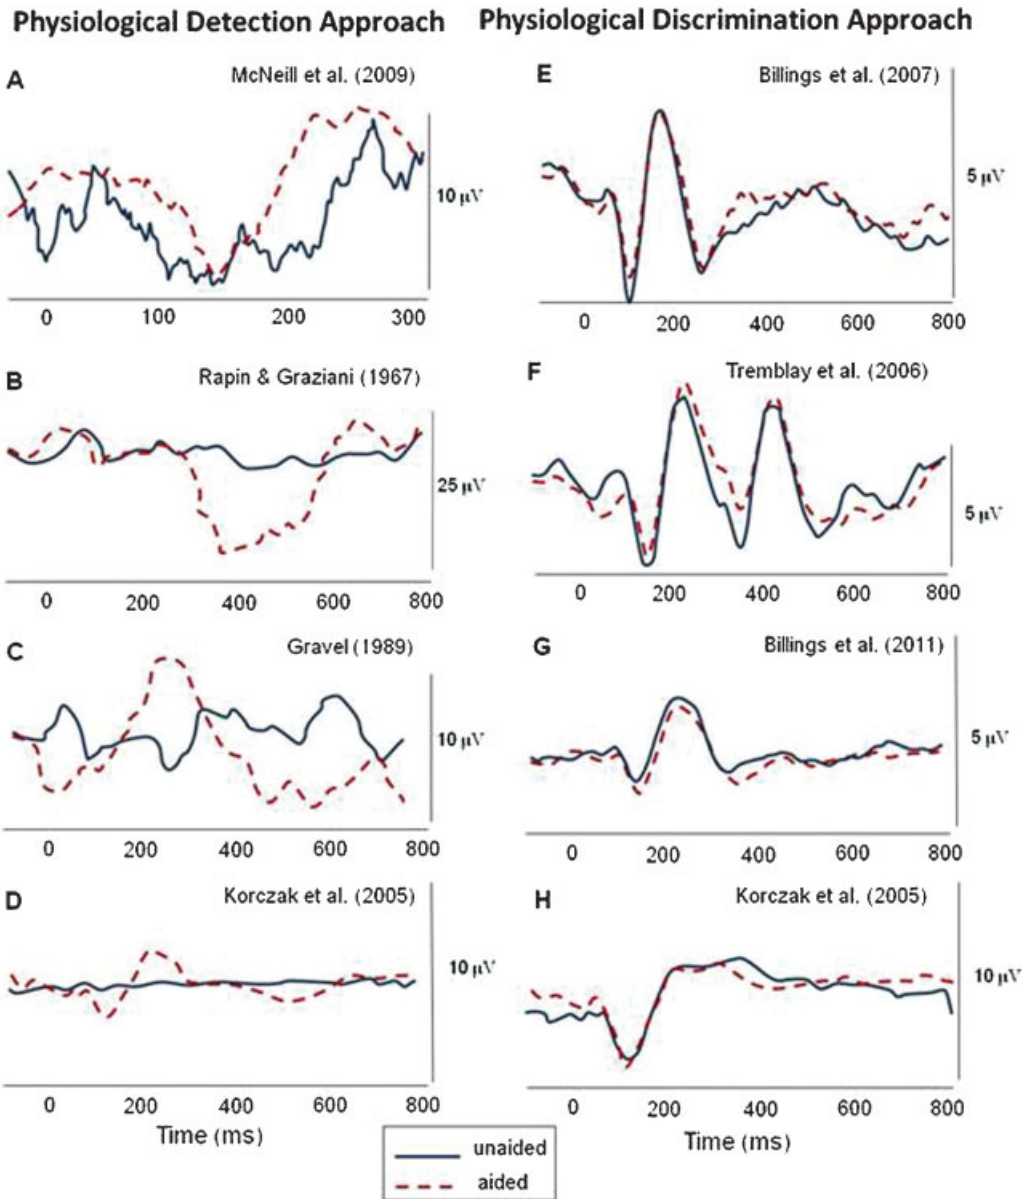 Physiological Detection Approach
Physiological Discrimination Approach
A
McNeill et al. (2009)
10 µV
0 100 200 300
E
Billings et al. (2007)
5 µV
0 200 400 600 800
B
Rapin & Graziani (1967)
25 µV
0 200 400 600 800
F
Tremblay et al. (2006)
5 µV
0 200 400 600 800
C
Gravel (1989)
10 µV
0 200 400 600 800
G
Billings et al. (2011)
5 µV
0 200 400 600 800
D
Korczak et al. (2005)
10 µV
0 200 400 600 800
Time (ms)
H
Korczak et al. (2005)
10 µV
0 200 400 600 800
Time (ms)
unaided
aided